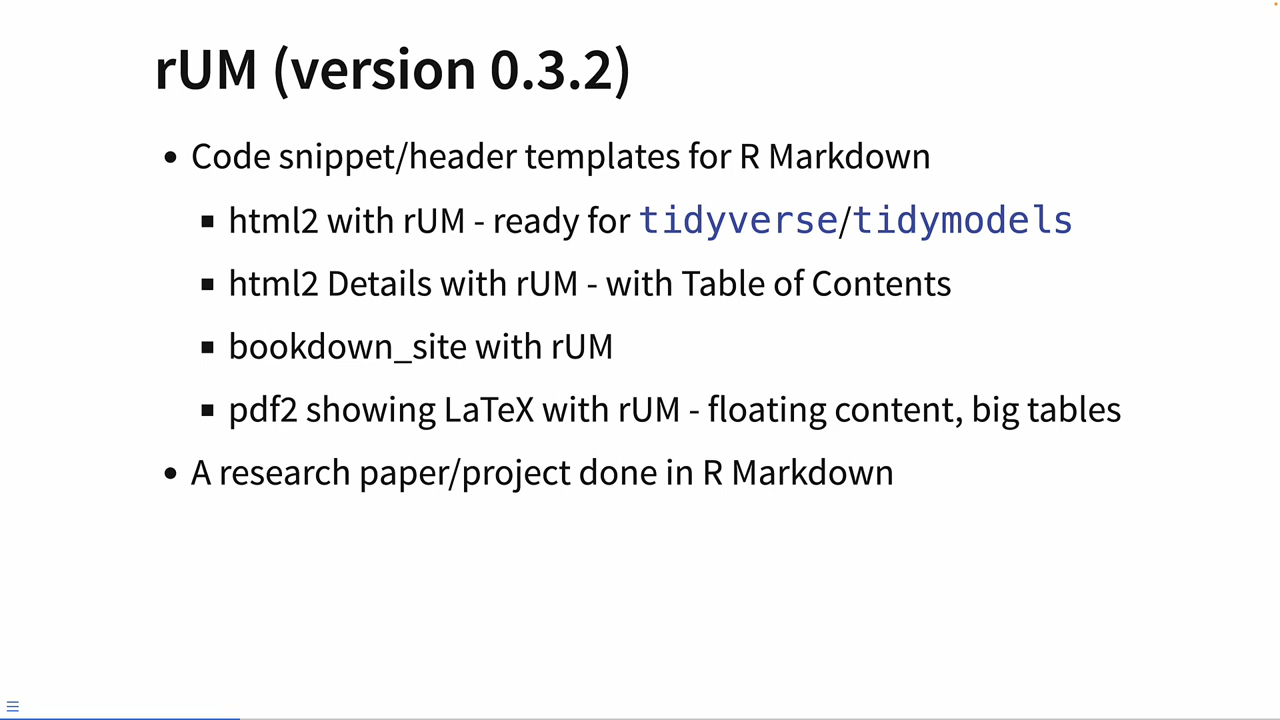 rUM (version 0.3.2)
• Code snippet/header templates for R Markdown
▪ html2 with rUM - ready for tidyverse/tidymodels
▪ html2 Details with rUM - with Table of Contents
▪ bookdown_site with rUM
▪ pdf2 showing LaTeX with rUM - floating content, big tables
• A research paper/project done in R Markdown